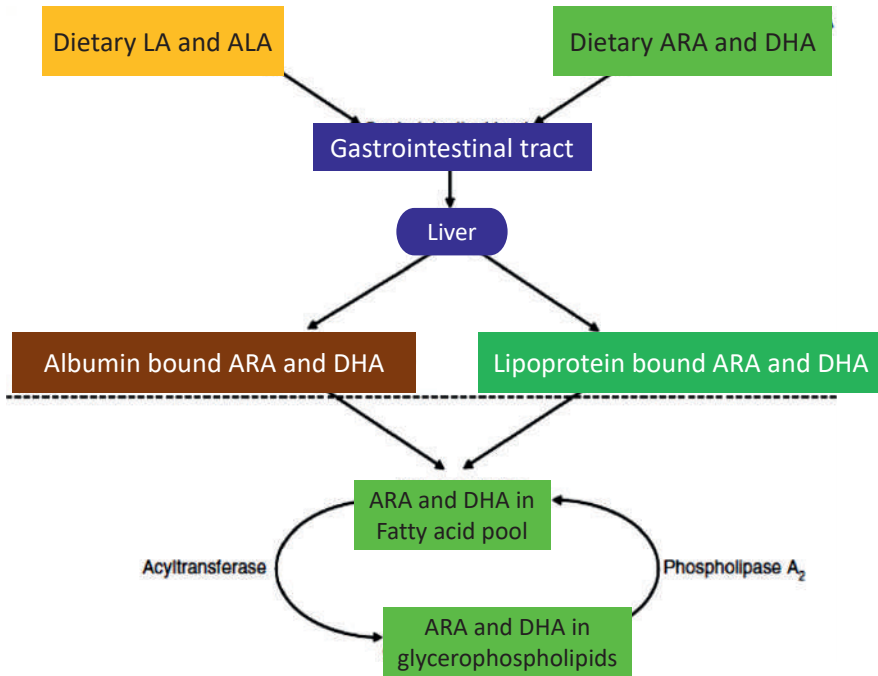 Dietary LA and ALA
Dietary ARA and DHA
Gastrointestinal tract
Liver
Albumin bound ARA and DHA
Lipoprotein bound ARA and DHA
ARA and DHA in
Fatty acid pool
Acyltransferase
Phospholipase A₂
ARA and DHA in
glycerophospholipids